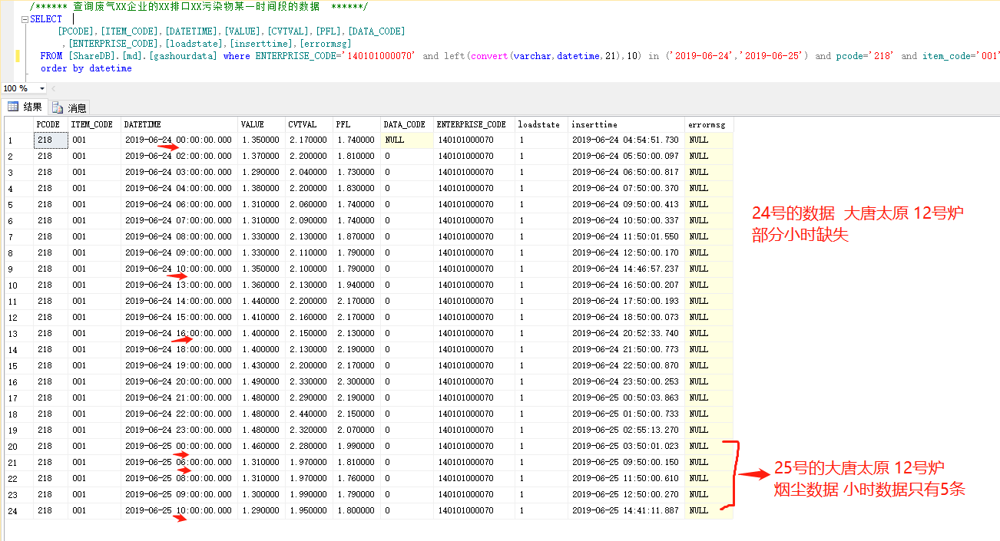 /****** 查询废气XX企业的XX排口XX污染物某一时间段的数据 ******/
SELECT
[PCODE],[ITEM_CODE],[DATETIME],[VALUE],[CVTVAL],[PFL],[DATA_CODE]
,[ENTERPRISE_CODE],[loadstate],[inserttime],[errormsg]
FROM [ShareDB].[md].[gashourdata] where ENTERPRISE_CODE='140101000070' and left(convert(varchar,datetime,21),10) in ('2019-06-24','2019-06-25') and pcode='218' and item_code='001'
order by datetime
100 %
结果 消息
PCODE ITEM_CODE DATETIME VALUE CVTVAL PFL DATA_CODE ENTERPRISE_CODE loadstate inserttime errormsg
1 218 001 2019-06-24 00:00:00.000 1.350000 2.170000 1.740000 NULL 140101000070 1 2019-06-24 04:54:51.730 NULL
2 218 001 2019-06-24 02:00:00.000 1.370000 2.200000 1.810000 0 140101000070 1 2019-06-24 05:50:00.097 NULL
3 218 001 2019-06-24 03:00:00.000 1.290000 2.040000 1.730000 0 140101000070 1 2019-06-24 06:50:00.817 NULL
4 218 001 2019-06-24 04:00:00.000 1.380000 2.200000 1.830000 0 140101000070 1 2019-06-24 07:50:00.370 NULL
5 218 001 2019-06-24 06:00:00.000 1.310000 2.060000 1.740000 0 140101000070 1 2019-06-24 09:50:00.413 NULL
6 218 001 2019-06-24 07:00:00.000 1.310000 2.090000 1.740000 0 140101000070 1 2019-06-24 10:50:00.337 NULL
7 218 001 2019-06-24 08:00:00.000 1.330000 2.130000 1.870000 0 140101000070 1 2019-06-24 11:50:01.550 NULL
8 218 001 2019-06-24 09:00:00.000 1.330000 2.110000 1.790000 0 140101000070 1 2019-06-24 12:50:00.170 NULL
9 218 001 2019-06-24 10:00:00.000 1.350000 2.100000 1.790000 0 140101000070 1 2019-06-24 14:46:57.237 NULL
10 218 001 2019-06-24 13:00:00.000 1.360000 2.130000 1.940000 0 140101000070 1 2019-06-24 16:50:00.207 NULL
11 218 001 2019-06-24 14:00:00.000 1.440000 2.200000 2.170000 0 140101000070 1 2019-06-24 17:50:00.193 NULL
12 218 001 2019-06-24 15:00:00.000 1.410000 2.160000 2.170000 0 140101000070 1 2019-06-24 18:50:00.073 NULL
13 218 001 2019-06-24 16:00:00.000 1.400000 2.150000 2.130000 0 140101000070 1 2019-06-24 20:52:33.740 NULL
14 218 001 2019-06-24 18:00:00.000 1.400000 2.130000 2.190000 0 140101000070 1 2019-06-24 21:50:00.773 NULL
15 218 001 2019-06-24 19:00:00.000 1.430000 2.200000 2.170000 0 140101000070 1 2019-06-24 22:50:00.870 NULL
16 218 001 2019-06-24 20:00:00.000 1.490000 2.330000 2.300000 0 140101000070 1 2019-06-24 23:50:00.253 NULL
17 218 001 2019-06-24 21:00:00.000 1.480000 2.290000 2.190000 0 140101000070 1 2019-06-25 00:50:03.863 NULL
18 218 001 2019-06-24 22:00:00.000 1.480000 2.440000 2.150000 0 140101000070 1 2019-06-25 01:50:00.733 NULL
19 218 001 2019-06-24 23:00:00.000 1.480000 2.320000 2.070000 0 140101000070 1 2019-06-25 02:55:13.270 NULL
20 218 001 2019-06-25 00:00:00.000 1.460000 2.280000 1.990000 0 140101000070 1 2019-06-25 03:50:01.023 NULL
21 218 001 2019-06-25 06:00:00.000 1.310000 1.970000 1.810000 0 140101000070 1 2019-06-25 09:50:00.150 NULL
22 218 001 2019-06-25 08:00:00.000 1.310000 1.970000 1.760000 0 140101000070 1 2019-06-25 11:50:00.610 NULL
23 218 001 2019-06-25 09:00:00.000 1.300000 1.990000 1.790000 0 140101000070 1 2019-06-25 12:50:00.270 NULL
24 218 001 2019-06-25 10:00:00.000 1.290000 1.950000 1.800000 0 140101000070 1 2019-06-25 14:41:11.887 NULL
24号的数据 大唐太原 12号炉
部分小时缺失
25号的大唐太原 12号炉
烟尘数据 小时数据只有5条